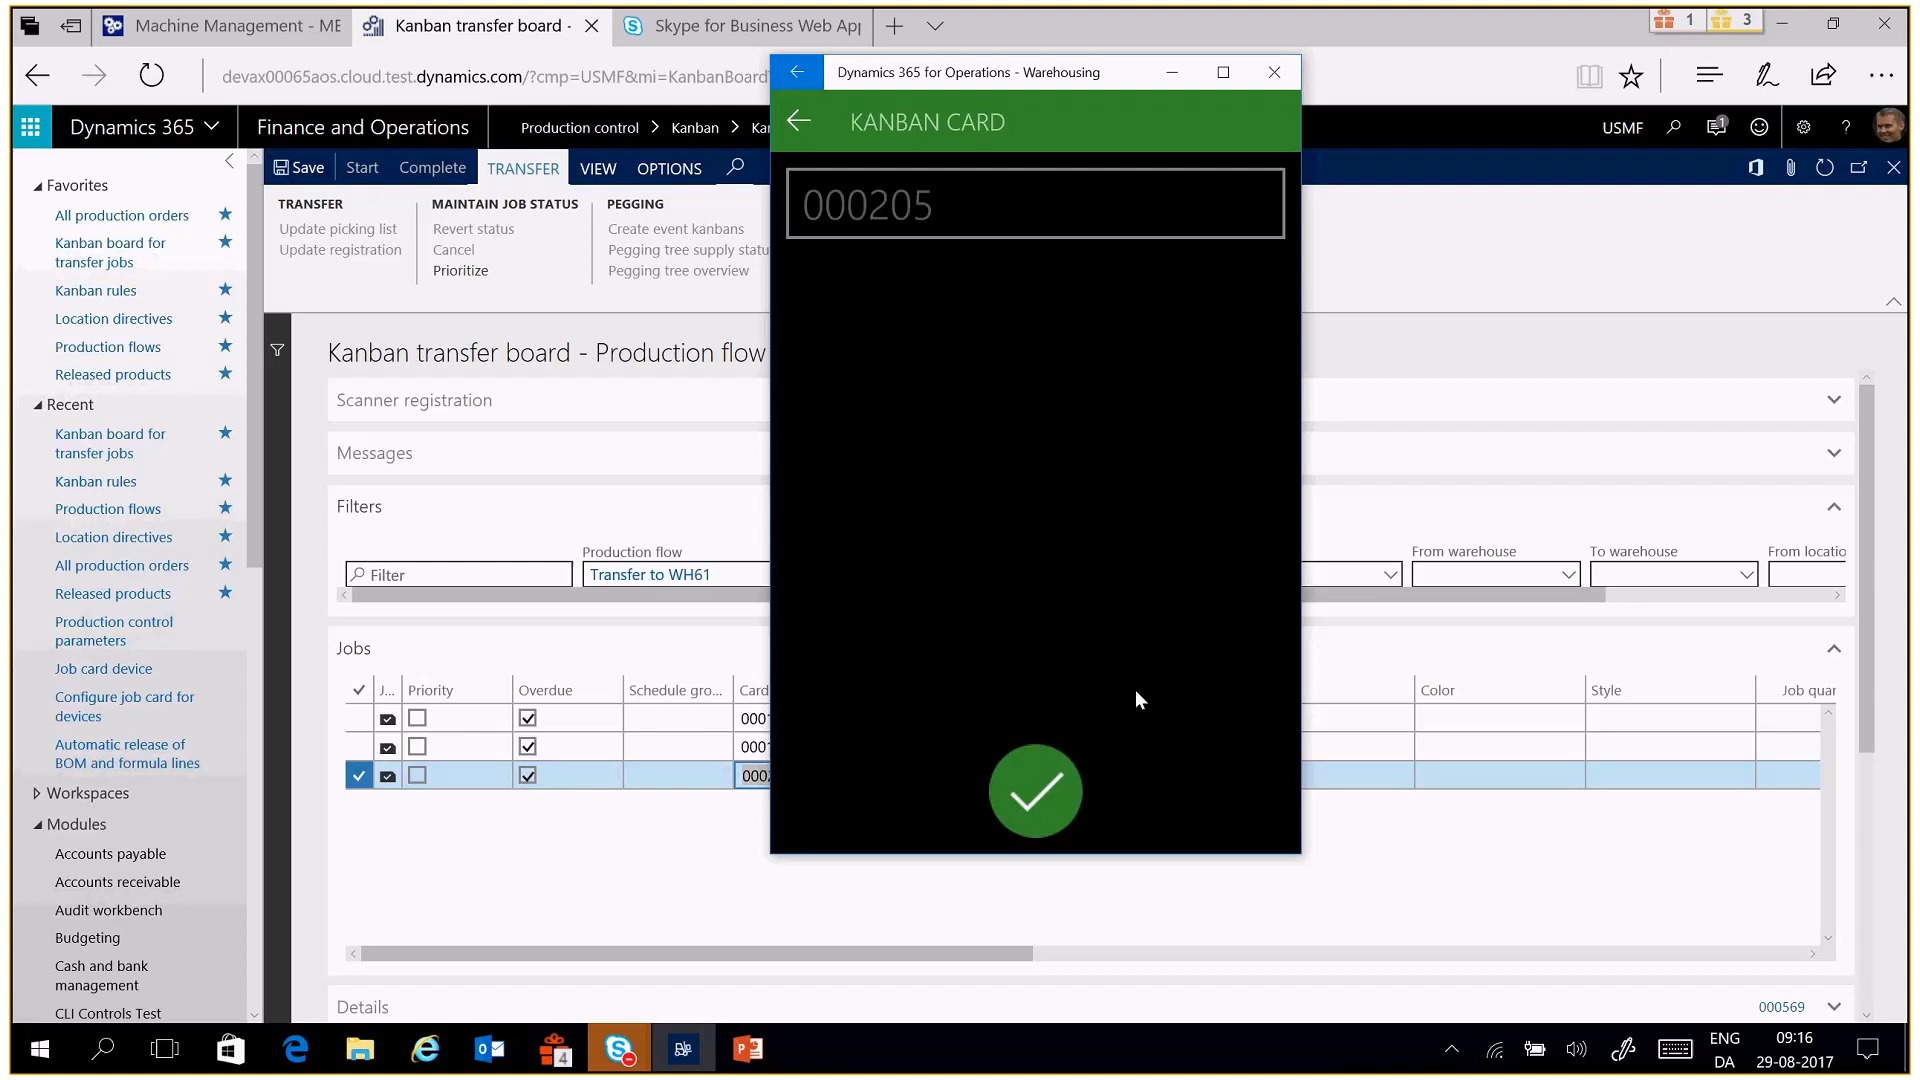 Machine Management - ME
Kanban transfer board -
Skype for Business Web App
1
3
devax00065aos.cloud.test.dynamics.com/?cmp=USMF&mi=KanbanBoard
Dynamics 365 for Operations - Warehousing
Dynamics 365
Finance and Operations
Production control
Kanban
USMF
1
?
KANBAN CARD
000205
Save
Start
Complete
TRANSFER
VIEW
OPTIONS
TRANSFER
Update picking list
Update registration
MAINTAIN JOB STATUS
Revert status
Cancel
Prioritize
PEGGING
Create event kanbans
Pegging tree supply statu
Pegging tree overview
Favorites
All production orders
Kanban board for
transfer jobs
Kanban rules
Location directives
Production flows
Released products
Recent
Kanban board for
transfer jobs
Kanban rules
Production flows
Location directives
All production orders
Released products
Production control
parameters
Job card device
Configure job card for
devices
Automatic release of
BOM and formula lines
Workspaces
Modules
Accounts payable
Accounts receivable
Audit workbench
Budgeting
Cash and bank
management
CLI Controls Test
Kanban transfer board - Production flow
Scanner registration
Messages
Filters
Filter
Production flow
Transfer to WH61
From warehouse
To warehouse
From locatio
Jobs
J...
Priority
Overdue
Schedule gro...
Card
Color
Style
Job quar
0001
0001
0002
Details
000569
4
ENG
DA
09:16
29-08-2017